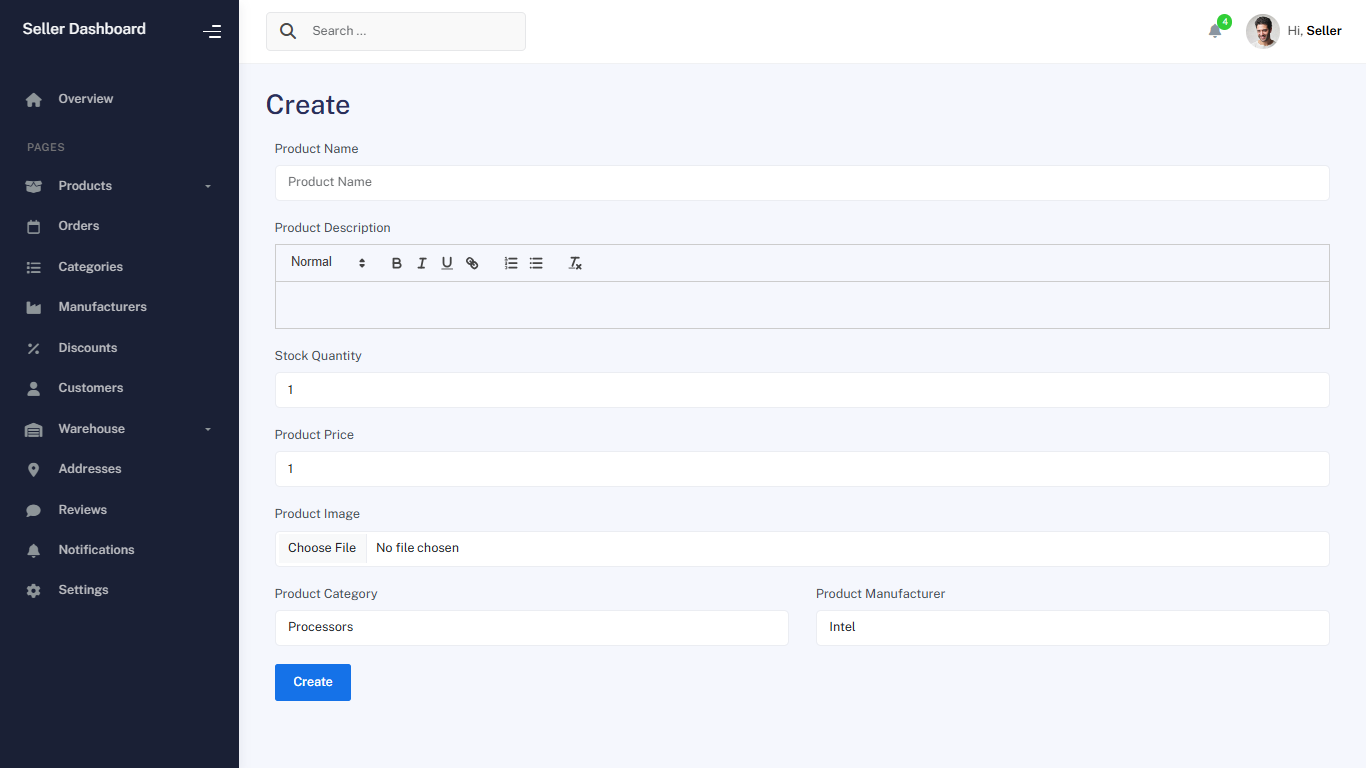 Seller Dashboard
Search ...
4
Hi, Seller
Overview
PAGES
Products
Orders
Categories
Manufacturers
Discounts
Customers
Warehouse
Addresses
Reviews
Notifications
Settings
Create
Product Name
Product Name
Product Description
Normal
Stock Quantity
1
Product Price
1
Product Image
Choose File No file chosen
Product Category
Processors
Product Manufacturer
Intel
Create